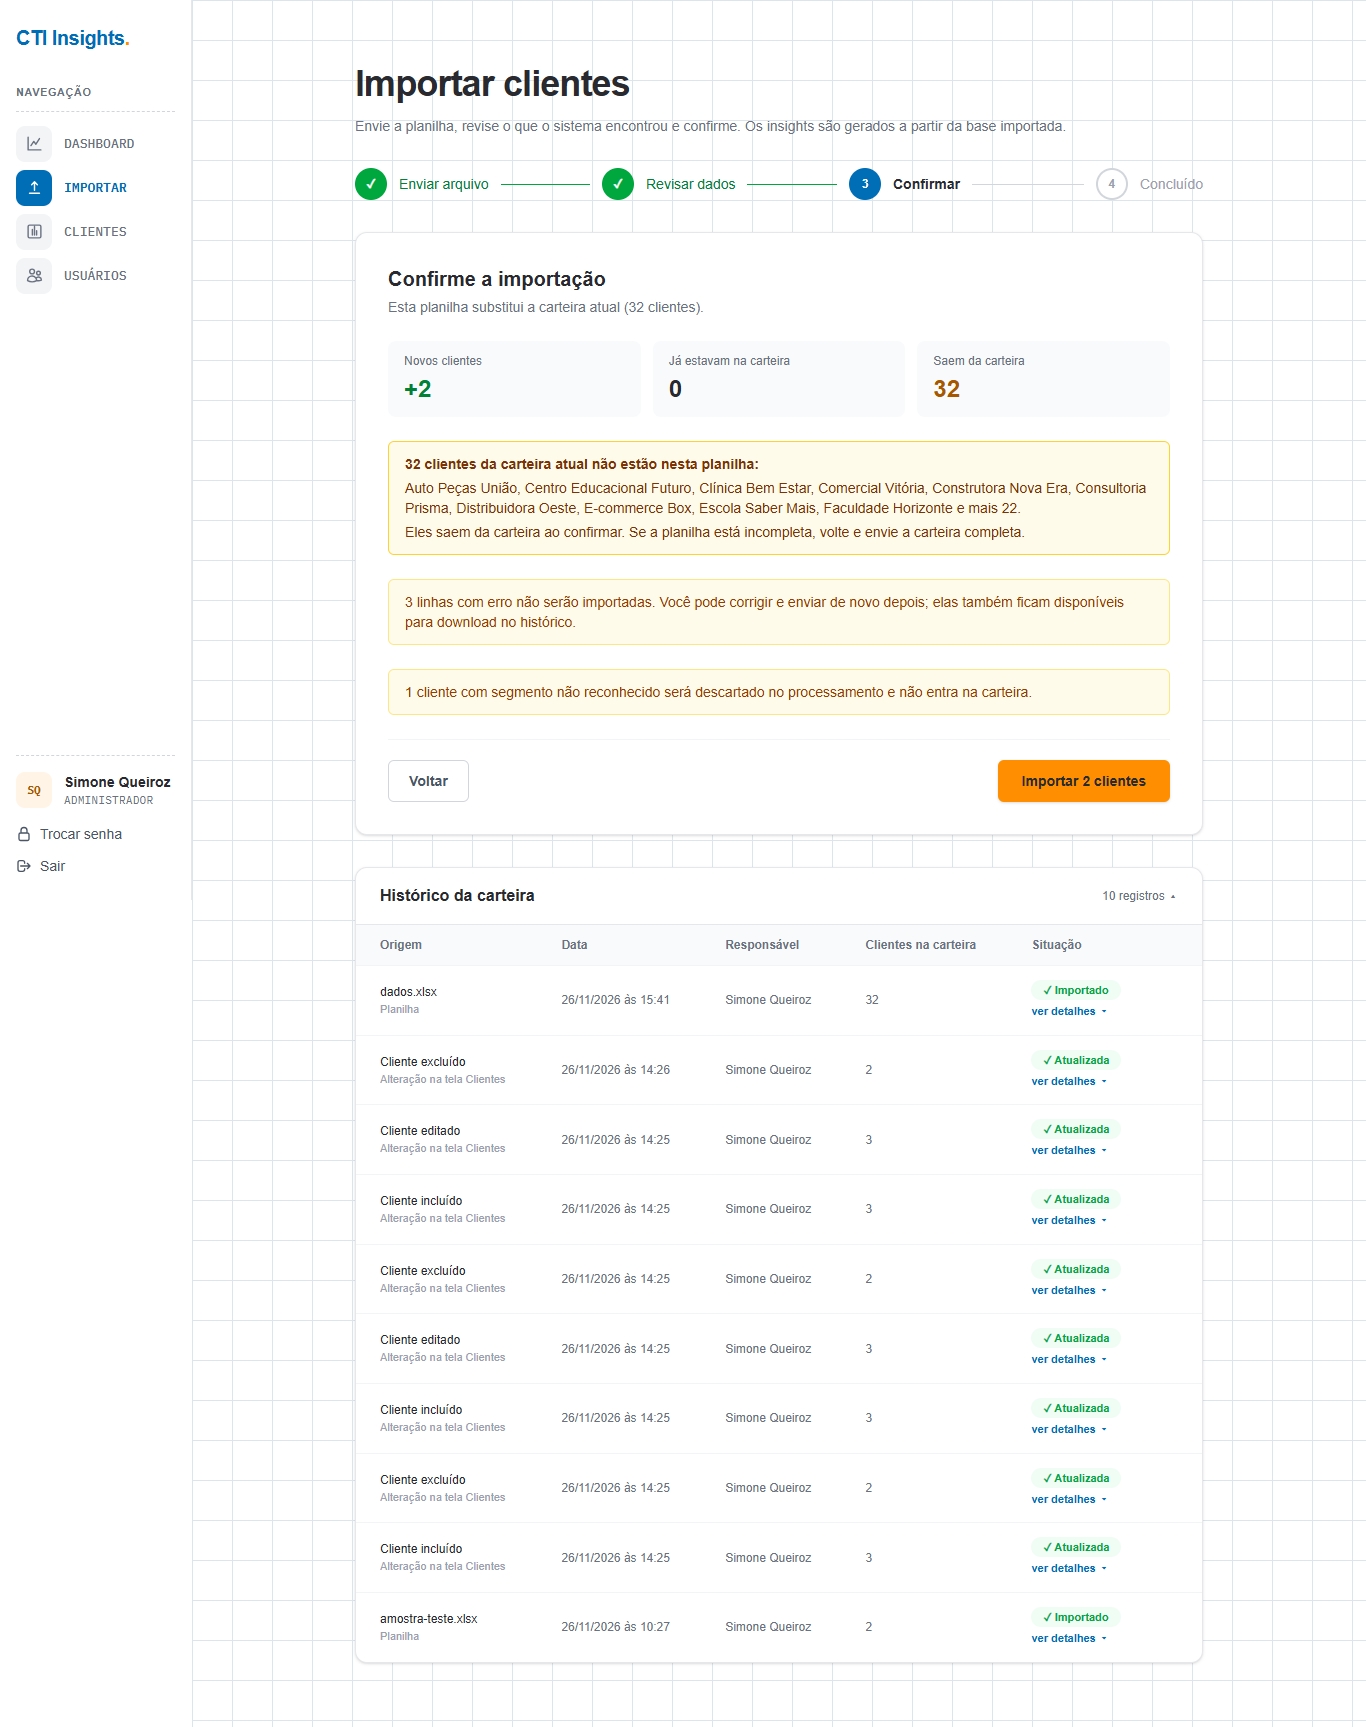 CTI Insights.
NAVEGAÇÃO
DASHBOARD
IMPORTAR
CLIENTES
USUÁRIOS
Simone Queiroz
SQ
ADMINISTRADOR
Trocar senha
Sair
Importar clientes
Envie a planilha, revise o que o sistema encontrou e confirme. Os insights são gerados a partir da base importada.
✓ Enviar arquivo
✓ Revisar dados
3 Confirmar
4 Concluído
Confirme a importação
Esta planilha substitui a carteira atual (32 clientes).
Novos clientes
+2
Já estavam na carteira
0
Saem da carteira
32
32 clientes da carteira atual não estão nesta planilha:
Auto Peças União, Centro Educacional Futuro, Clínica Bem Estar, Comercial Vitória, Construtora Nova Era, Consultoria
Prisma, Distribuidora Oeste, E-commerce Box, Escola Saber Mais, Faculdade Horizonte e mais 22.
Eles saem da carteira ao confirmar. Se a planilha está incompleta, volte e envie a carteira completa.
3 linhas com erro não serão importadas. Você pode corrigir e enviar de novo depois; elas também ficam disponíveis
para download no histórico.
1 cliente com segmento não reconhecido será descartado no processamento e não entra na carteira.
Voltar
Importar 2 clientes
Histórico da carteira
10 registros
Origem Data Responsável Clientes na carteira Situação
dados.xlsx
Planilha
26/11/2026 às 15:41 Simone Queiroz 32
✓ Importado
ver detalhes
Cliente excluído
Alteração na tela Clientes
26/11/2026 às 14:26 Simone Queiroz 2
✓ Atualizada
ver detalhes
Cliente editado
Alteração na tela Clientes
26/11/2026 às 14:25 Simone Queiroz 3
✓ Atualizada
ver detalhes
Cliente incluído
Alteração na tela Clientes
26/11/2026 às 14:25 Simone Queiroz 3
✓ Atualizada
ver detalhes
Cliente excluído
Alteração na tela Clientes
26/11/2026 às 14:25 Simone Queiroz 2
✓ Atualizada
ver detalhes
Cliente editado
Alteração na tela Clientes
26/11/2026 às 14:25 Simone Queiroz 3
✓ Atualizada
ver detalhes
Cliente incluído
Alteração na tela Clientes
26/11/2026 às 14:25 Simone Queiroz 3
✓ Atualizada
ver detalhes
Cliente excluído
Alteração na tela Clientes
26/11/2026 às 14:25 Simone Queiroz 2
✓ Atualizada
ver detalhes
Cliente incluído
Alteração na tela Clientes
26/11/2026 às 14:25 Simone Queiroz 3
✓ Atualizada
ver detalhes
amostra-teste.xlsx
Planilha
26/11/2026 às 10:27 Simone Queiroz 2
✓ Importado
ver detalhes